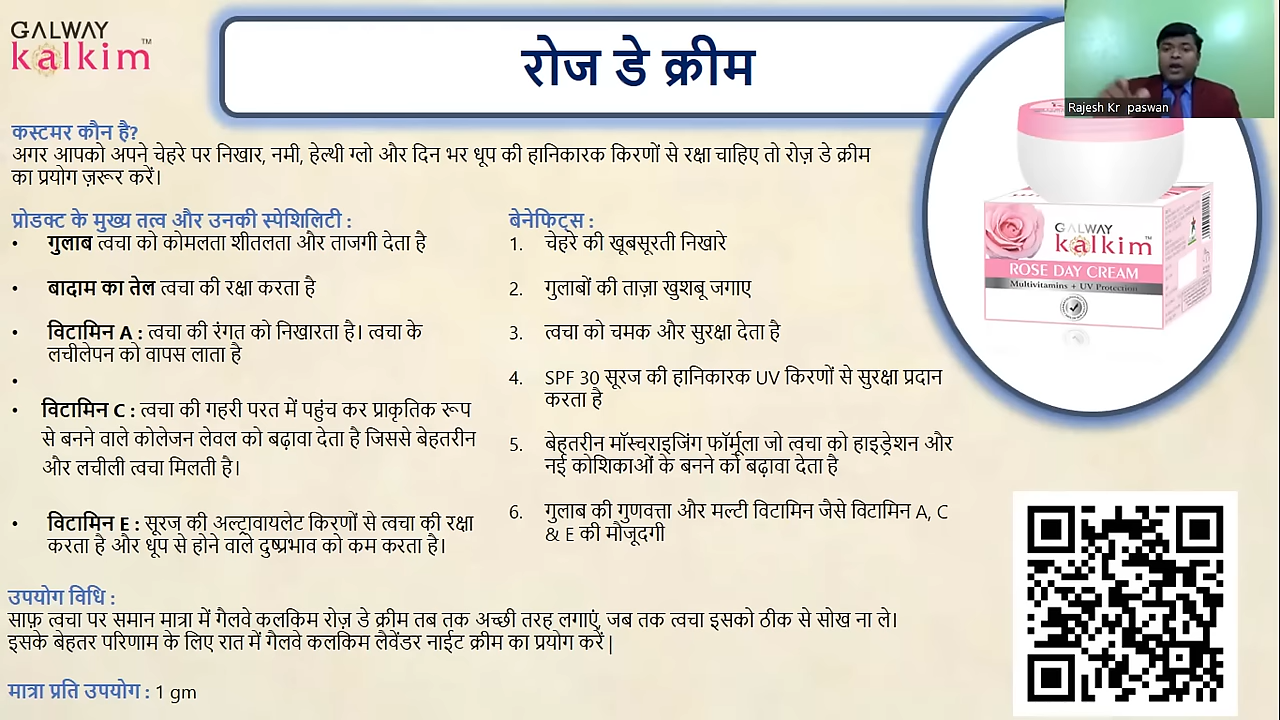 GALWAY
kalkim™
रोज डे क्रीम
Rajesh Kr paswan
कस्टमर कौन है?
अगर आपको अपने चेहरे पर निखार, नमी, हेल्थी ग्लो और दिन भर धूप की हानिकारक किरणों से रक्षा चाहिए तो रोज़ डे क्रीम
का प्रयोग ज़रूर करें।
प्रोडक्ट के मुख्य तत्व और उनकी स्पेशिलिटी :
• गुलाब त्वचा को कोमलता शीतलता और ताजगी देता है
• बादाम का तेल त्वचा की रक्षा करता है
• विटामिन A : त्वचा की रंगत को निखारता है। त्वचा के
लचीलेपन को वापस लाता है
•
• विटामिन C : त्वचा की गहरी परत में पहुंच कर प्राकृतिक रूप
से बनने वाले कोलेजन लेवल को बढ़ावा देता है जिससे बेहतरीन
और लचीली त्वचा मिलती है।
• विटामिन E : सूरज की अल्ट्रावायलेट किरणों से त्वचा की रक्षा
करता है और धूप से होने वाले दुष्प्रभाव को कम करता है।
बेनेफिट्स :
1. चेहरे की खूबसूरती निखारे
2. गुलाबों की ताज़ा खुशबू जगाए
3. त्वचा को चमक और सुरक्षा देता है
4. SPF 30 सूरज की हानिकारक UV किरणों से सुरक्षा प्रदान
करता है
5. बेहतरीन मॉस्चराइजिंग फॉर्मूला जो त्वचा को हाइड्रेशन और
नई कोशिकाओं के बनने को बढ़ावा देता है
6. गुलाब की गुणवत्ता और मल्टी विटामिन जैसे विटामिन A, C
& E की मौजूदगी
GALWAY
kalkim™
ROSE DAY CREAM
Multivitamins + UV Protection
उपयोग विधि :
साफ़ त्वचा पर समान मात्रा में गैलवे कलकिम रोज़ डे क्रीम तब तक अच्छी तरह लगाएं, जब तक त्वचा इसको ठीक से सोख ना ले।
इसके बेहतर परिणाम के लिए रात में गैलवे कलकिम लैवेंडर नाईट क्रीम का प्रयोग करें |
मात्रा प्रति उपयोग : 1 gm